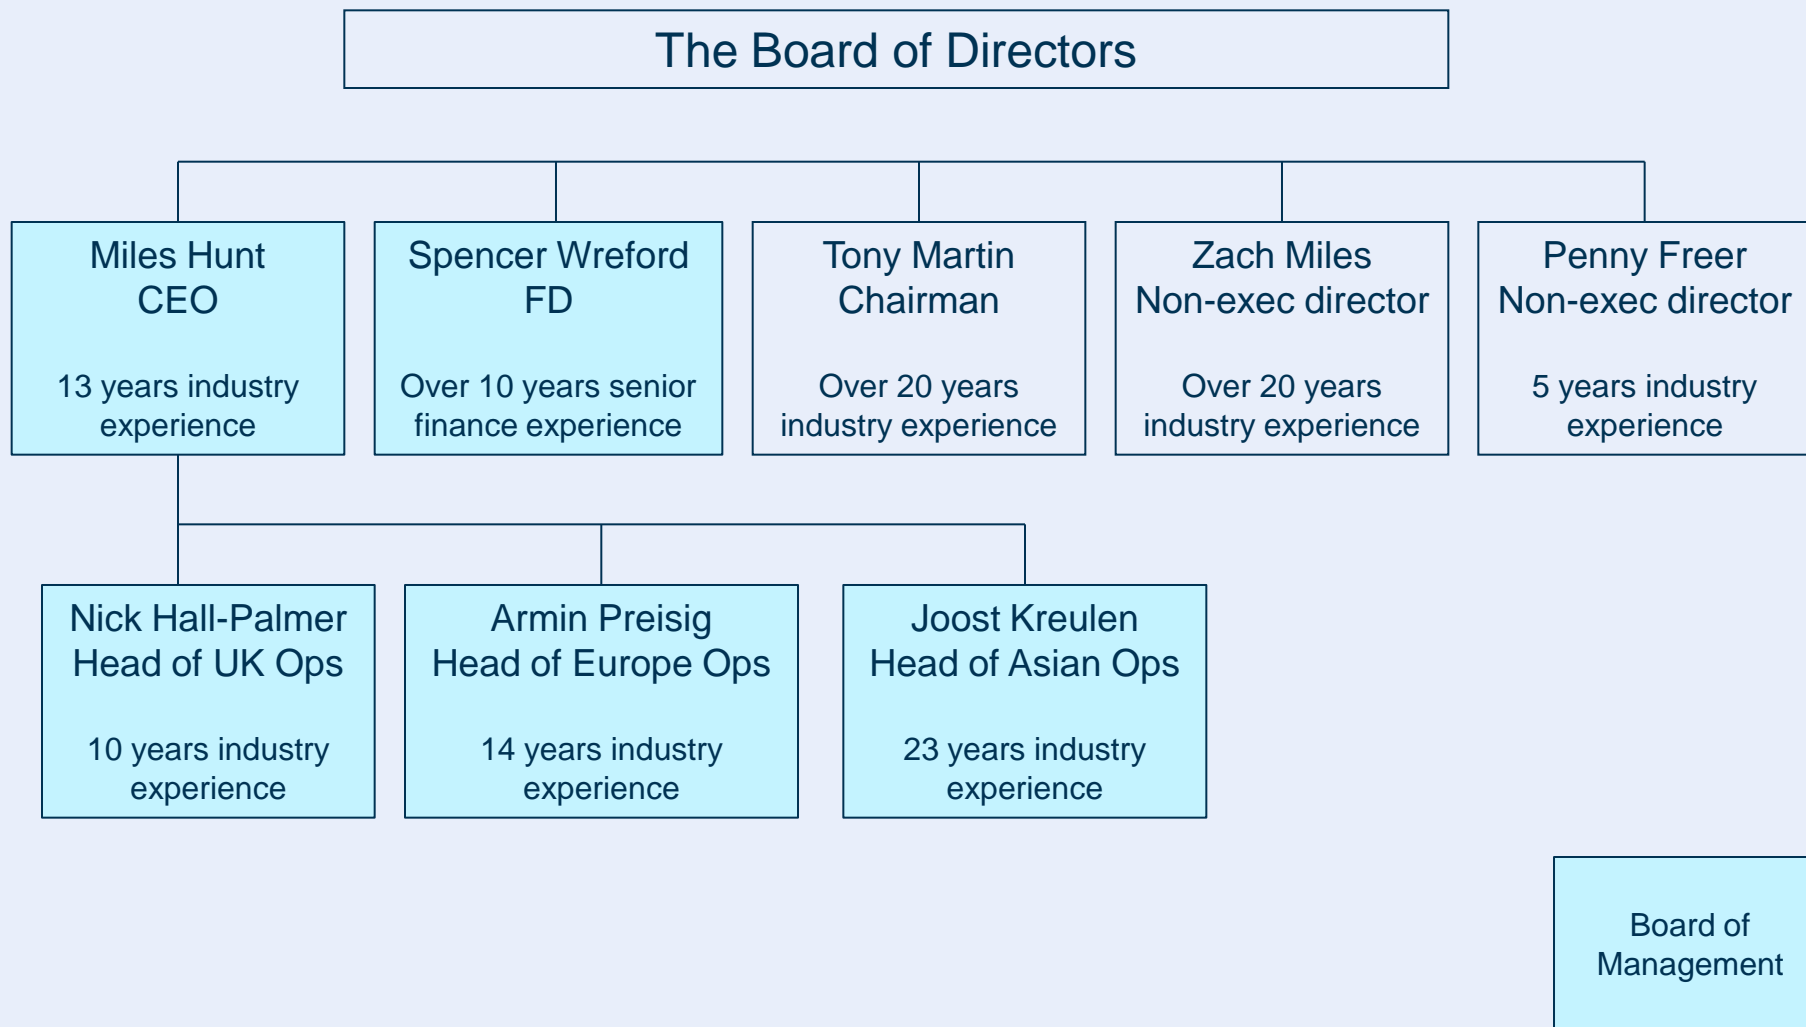 The Board of Directors
Miles Hunt
CEO
13 years industry
experience
Spencer Wreford
FD
Over 10 years senior
finance experience
Tony Martin
Chairman
Over 20 years
industry experience
Zach Miles
Non-exec director
Over 20 years
industry experience
Penny Freer
Non-exec director
5 years industry
experience
Nick Hall-Palmer
Head of UK Ops
10 years industry
experience
Armin Preisig
Head of Europe Ops
14 years industry
experience
Joost Kreulen
Head of Asian Ops
23 years industry
experience
Board of
Management